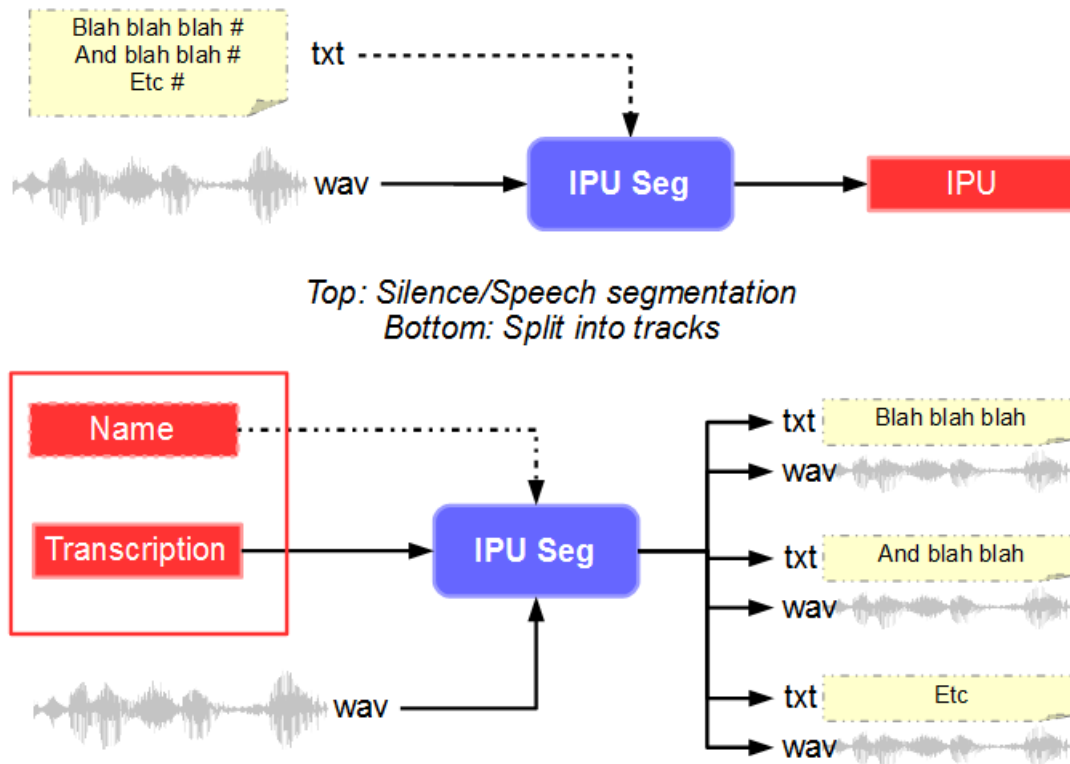 Blah blah blah #
And blah blah #
Etc #
txt
wav
IPU Seg
IPU
Top: Silence/Speech segmentation
Bottom: Split into tracks
Name
Transcription
wav
IPU Seg
txt
Blah blah blah
wav
txt
And blah blah
wav
txt
Etc
wav